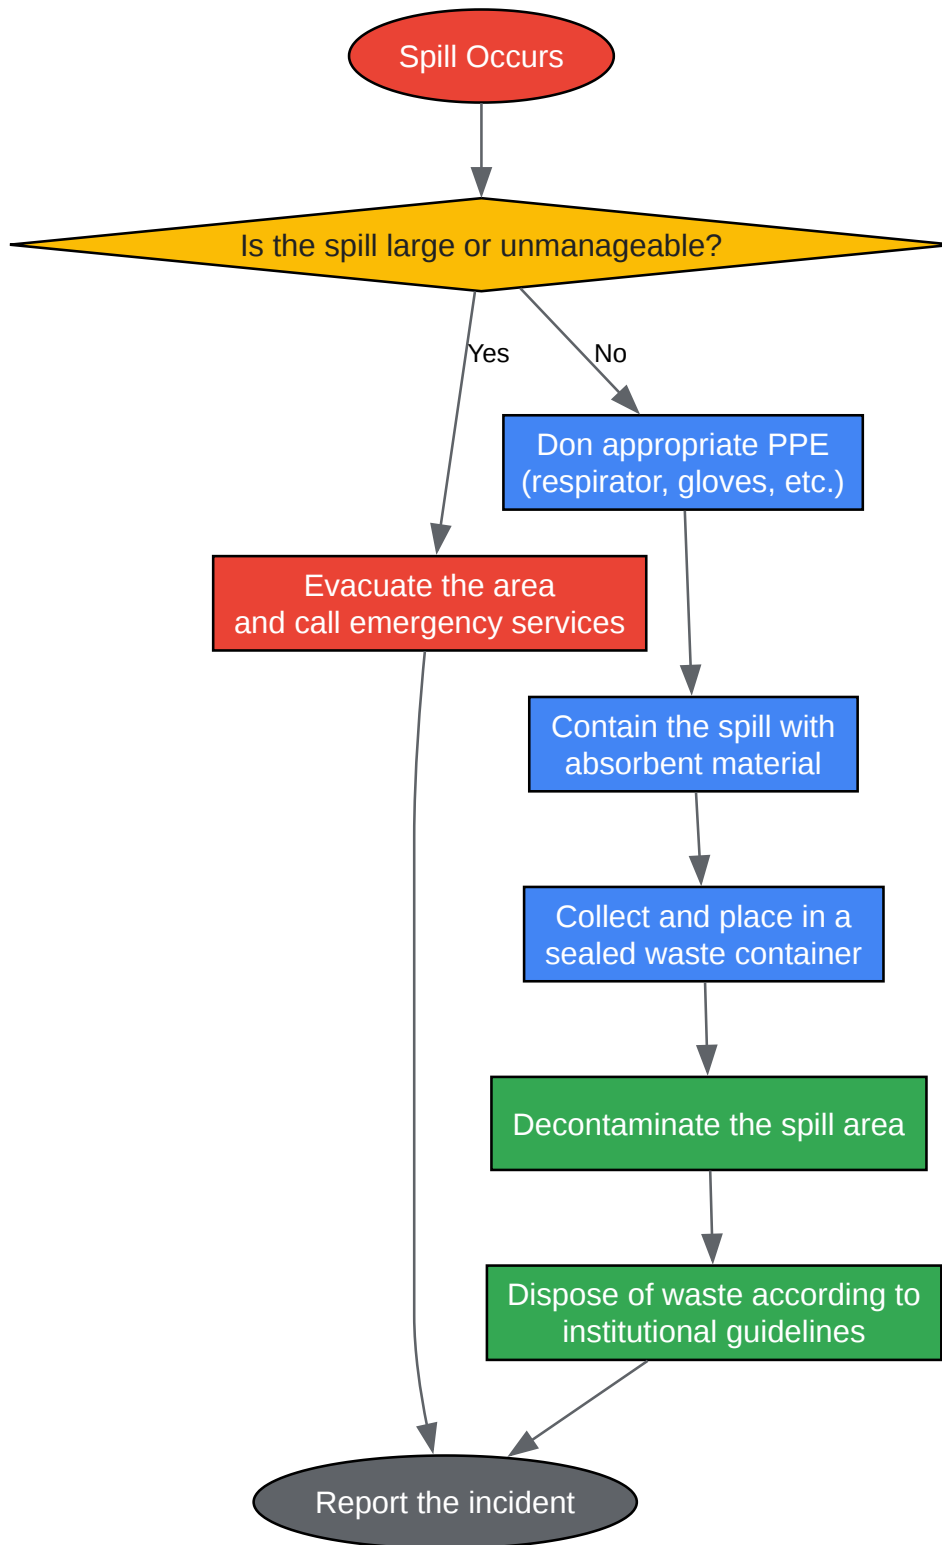 Spill Occurs
Is the spill large or unmanageable?
Yes
No
Don appropriate PPE
(respirator, gloves, etc.)
Evacuate the area
and call emergency services
Contain the spill with
absorbent material
Collect and place in a
sealed waste container
Decontaminate the spill area
Dispose of waste according to
institutional guidelines
Report the incident